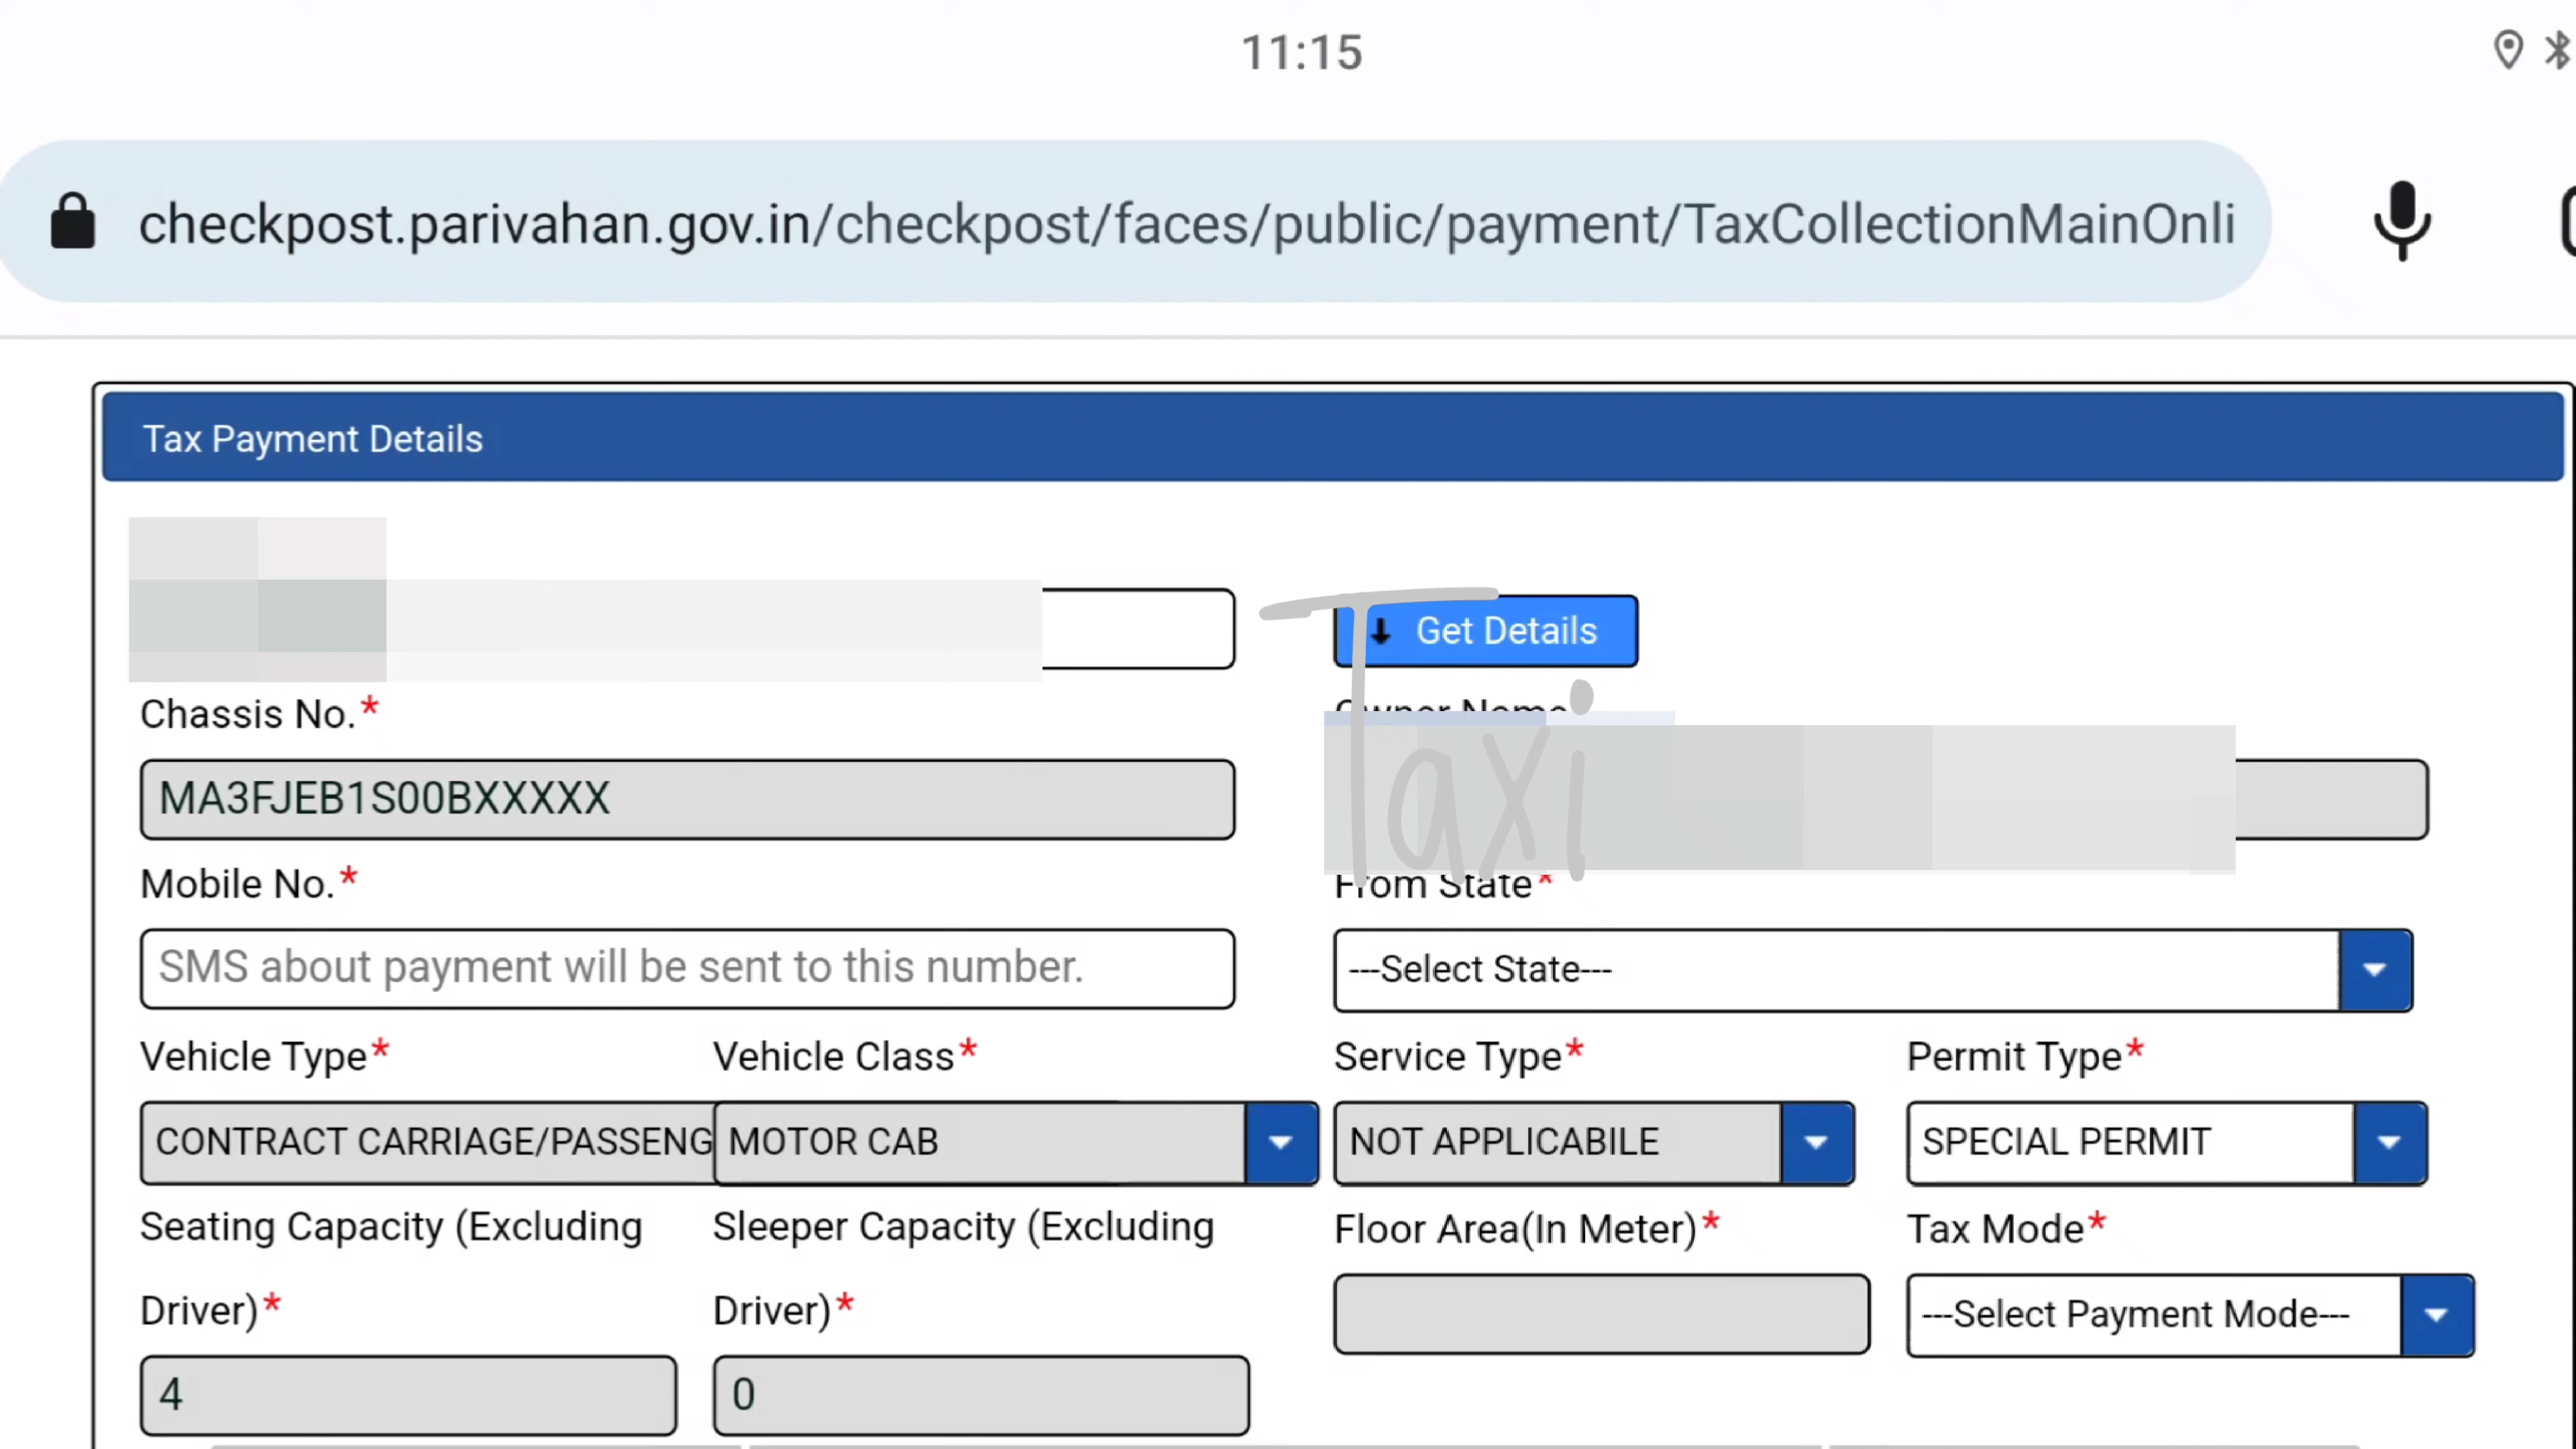 11:15
checkpost.parivahan.gov.in/checkpost/faces/public/payment/TaxCollectionMainOnli
Tax Payment Details
Get Details
Chassis No.* Owner Name
MA3FJEB1S00BXXXXX Taxi
Mobile No.* From State*
SMS about payment will be sent to this number. ---Select State---
Vehicle Type* Vehicle Class* Service Type* Permit Type*
CONTRACT CARRIAGE/PASSENG MOTOR CAB NOT APPLICABILE SPECIAL PERMIT
Seating Capacity (Excluding Sleeper Capacity (Excluding Floor Area(In Meter)* Tax Mode*
Driver)* Driver)* ---Select Payment Mode---
4 0